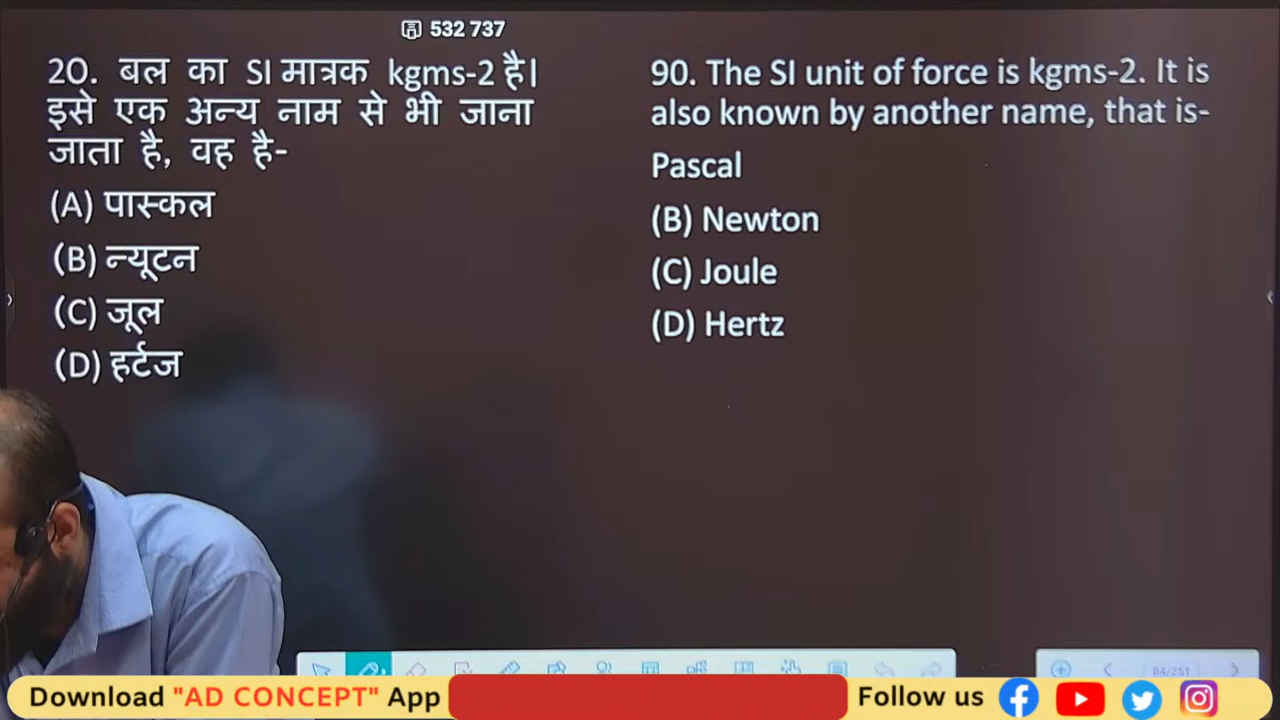 532 737
20. बल का SI मात्रक kgms-2 है।
इसे एक अन्य नाम से भी जाना
जाता है, वह है-
(A) पास्कल
(B) न्यूटन
(C) जूल
(D) हर्टज
90. The SI unit of force is kgms-2. It is
also known by another name, that is-
Pascal
(B) Newton
(C) Joule
(D) Hertz
84/251
Download "AD CONCEPT" App
Follow us